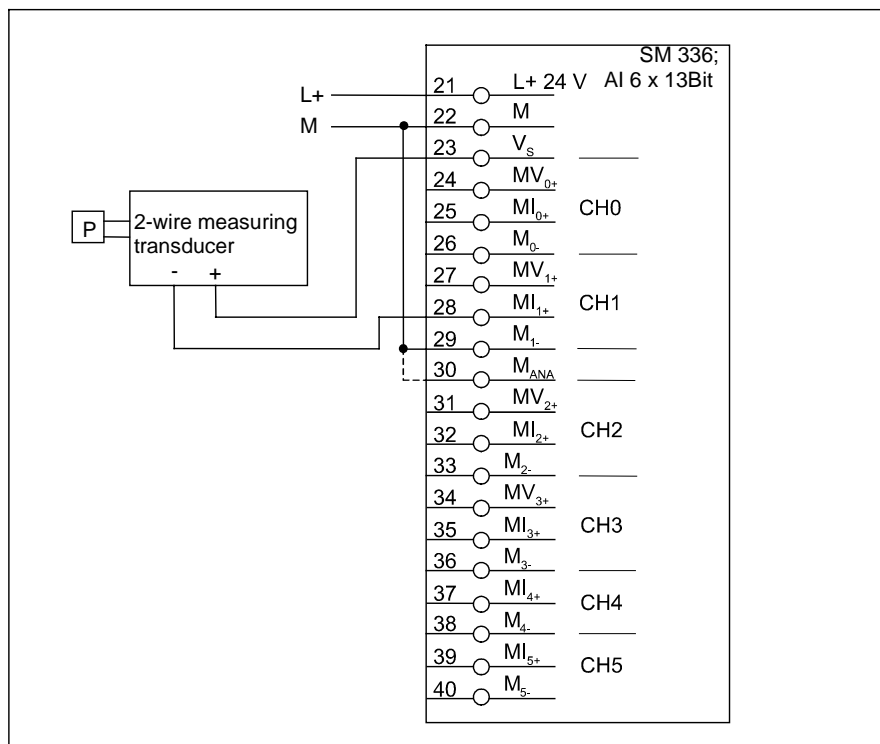 SM 336;
AI 6 x 13Bit
L+ 21 L+ 24 V
M 22 M
23 VS
24 MV0+
25 MI0+ CH0
26 M0-
27 MV1+
28 MI1+ CH1
29 M1-
30 MANA
31 MV2+
32 MI2+ CH2
33 M2-
34 MV3+
35 MI3+ CH3
36 M3-
37 MI4+ CH4
38 M4-
39 MI5+ CH5
40 M5-
P 2-wire measuring
transducer
- +